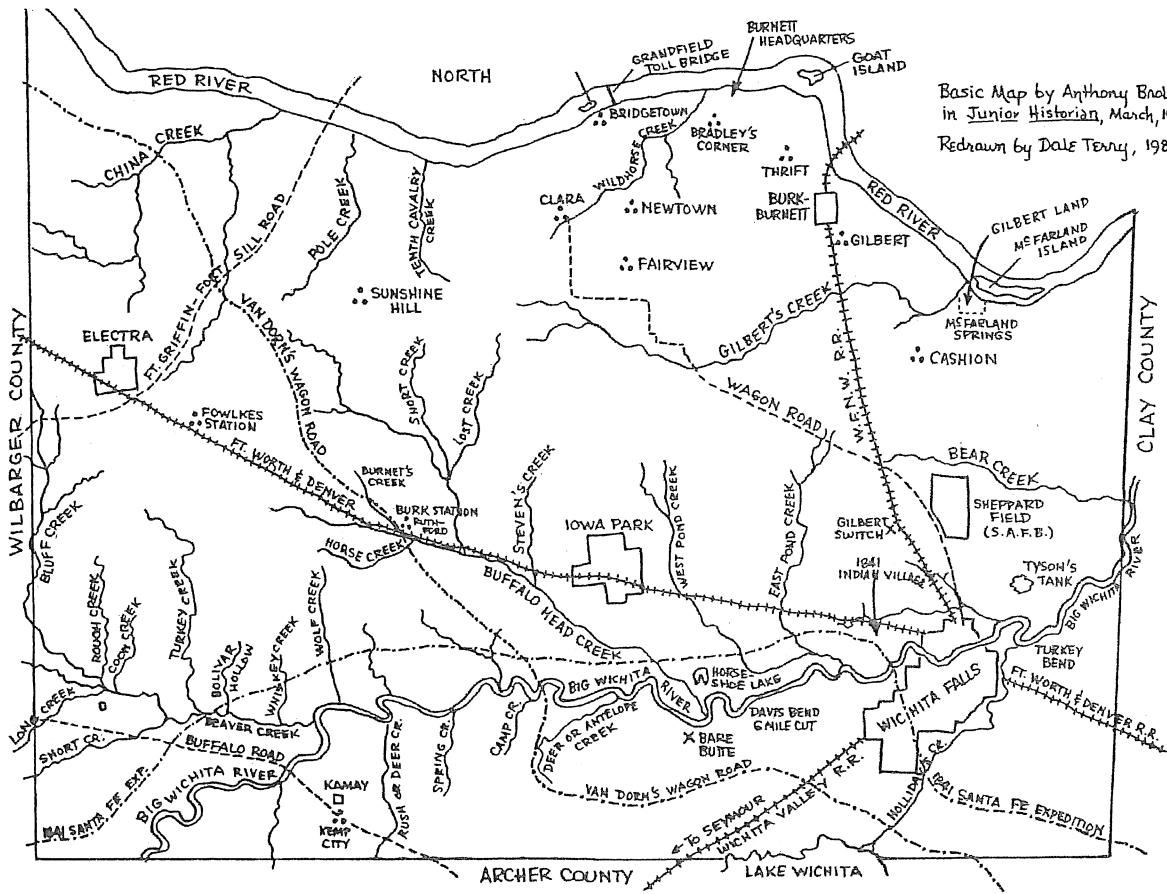 BURNETT
HEADQUARTERS
GRANDFIELD
TOLL BRIDGE
GOAT
ISLAND
RED RIVER
NORTH
Basic Map by Anthony
in Junior Historian, March,
Redrawn by Dale Terry,
BRIDGETOWN
BRADLEY'S
CORNER
CHINA CREEK
WILDHORSE CREEK
THRIFT
POLE CREEK
TENTH CAVALRY
CREEK
CLARA
NEWTOWN
BURK-
BURNETT
RED RIVER
GILBERT LAND
McFARLAND
ISLAND
GILBERT
FT. GRIFFIN - FORT SILL ROAD
FAIRVIEW
SUNSHINE
HILL
GILBERT'S CREEK
McFARLAND
SPRINGS
ELECTRA
VAN DORN'S WAGON ROAD
CASHION
WILBARGER COUNTY
CLAY COUNTY
SHORT CREEK
LOST CREEK
WAGON ROAD
W.F. & N.W. R.R.
FOWLKES
STATION
FT. WORTH & DENVER
BURNET'S
CREEK
BEAR CREEK
BURK STATION
RUTH-
FORD
STEVEN'S CREEK
WEST POND CREEK
EAST POND CREEK
SHEPPARD
FIELD
(S.A.F.B.)
BLUFF CREEK
HORSE CREEK
IOWA PARK
GILBERT
SWITCH
1841
INDIAN VILLAGE
TYSON'S
TANK
BIG WICHITA RIVER
ROUGH CREEK
COON CREEK
TURKEY CREEK
BOLIVAR
HOLLOW
WHISKEY CREEK
WOLF CREEK
BUFFALO HEAD CREEK
TURKEY
BEND
LONG CREEK
HORSE-
SHOE LAKE
BIG WICHITA
RIVER
WICHITA FALLS
FT. WORTH & DENVER R.R.
BEAVER CREEK
DAVIS BEND
6 MILE CUT
SHORT CR.
BUFFALO ROAD
CAMP CR.
DEER OR ANTELOPE
CREEK
BARE
BUTTE
SPRING CR.
RUSH OR DEER CR.
BIG WICHITA RIVER
1841 SANTA FE EXP.
KAMAY
KEMP
CITY
VAN DORN'S WAGON ROAD
HOLLIDAY'S CR.
1841 SANTA FE EXPEDITION
TO SEYMOUR
WICHITA VALLEY R.R.
ARCHER COUNTY
LAKE WICHITA